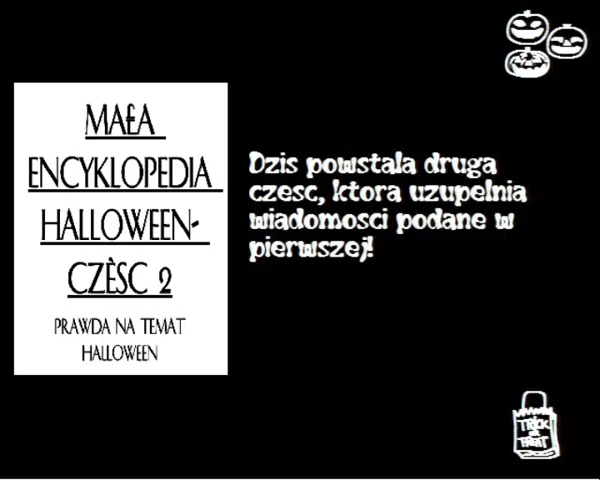 MAŁA
ENCYKLOPEDIA
HALLOWEEN-
CZÈSC 2
PRAWDA NA TEMAT
HALLOWEEN
Dzis powstala druga
czesc, ktora uzupelnia
wiadomosci podane w
pierwszej!
TRICK
OR
TREAT